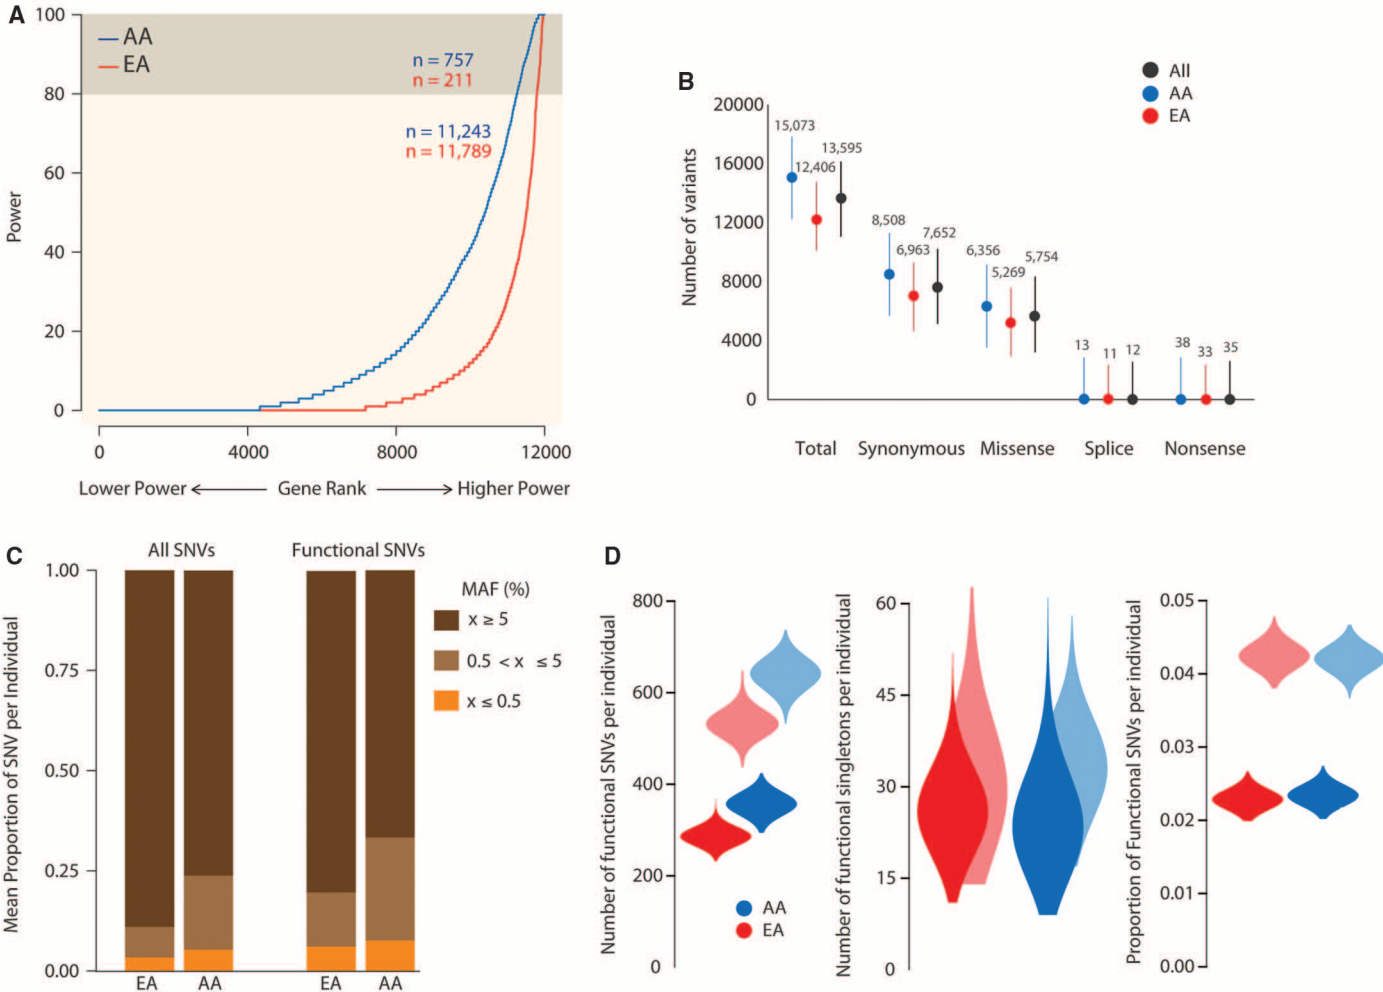 A
100
80
60
40
20
0
Power
AA
EA
n = 757
n = 211
n = 11,243
n = 11,789
0 4000 8000 12000
Lower Power Gene Rank Higher Power
B
All
AA
EA
Number of variants
20000
16000
12000
8000
4000
0
15,073
12,406
13,595
8,508
6,963
7,652
6,356
5,269
5,754
13
11
12
38
33
35
Total Synonymous Missense Splice Nonsense
C
All SNVs Functional SNVs
Mean Proportion of SNV per Individual
1.00
0.75
0.50
0.25
0.00
MAF (%)
x ≥ 5
0.5 < x ≤ 5
x ≤ 0.5
EA AA EA AA
D
Number of functional SNVs per individual
800
600
400
200
0
AA
EA
Number of functional singletons per individual
60
45
30
15
0
Proportion of Functional SNVs per individual
0.05
0.04
0.03
0.02
0.01
0.00